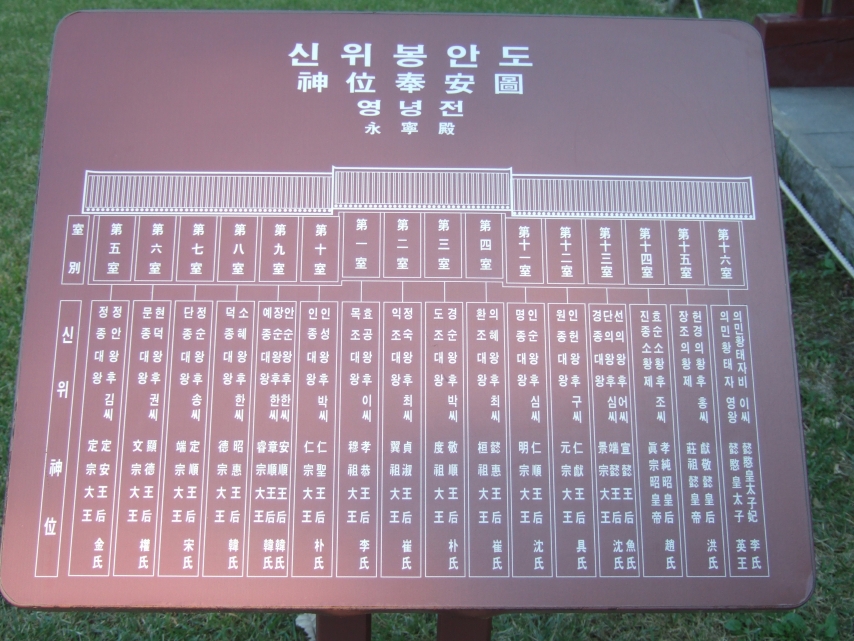 신위봉안도
神位奉安圖
영녕전
永寧殿
室別
第五室
第六室
第七室
第八室
第九室
第十室
第一室
第二室
第三室
第四室
第十一室
第十二室
第十三室
第十四室
第十五室
第十六室
신위
神位
정종대왕
정안왕후 김씨
定宗大王
定安王后 金氏
문종대왕
현덕왕후 권씨
文宗大王
顯德王后 權氏
단종대왕
정순왕후 송씨
端宗大王
定順王后 宋氏
덕종대왕
소혜왕후 한씨
德宗大王
昭惠王后 韓氏
예종대왕
장순왕후 한씨
안순왕후 한씨
睿宗大王
章順王后 韓氏
安順王后 韓氏
인종대왕
인성왕후 박씨
仁宗大王
仁聖王后 朴氏
목조대왕
효공왕후 이씨
穆祖大王
孝恭王后 李氏
익조대왕
정숙왕후 최씨
翼祖大王
貞淑王后 崔氏
도조대왕
경순왕후 박씨
度祖大王
敬順王后 朴氏
환조대왕
의혜왕후 최씨
桓祖大王
懿惠王后 崔氏
명종대왕
인순왕후 심씨
明宗大王
仁順王后 沈氏
원종대왕
인헌왕후 구씨
元宗大王
仁獻王后 具氏
경종대왕
단의왕후 심씨
선의왕후 어씨
景宗大王
端懿王后 沈氏
宣懿王后 魚氏
진종소황제
효순소황후 조씨
眞宗昭皇帝
孝純昭皇后 趙氏
장조의황제
헌경의황후 홍씨
莊祖懿皇帝
獻敬懿皇后 洪氏
의민황태자 영왕
의민황태자비 이씨
懿愍皇太子 英王
懿愍皇太子妃 李氏